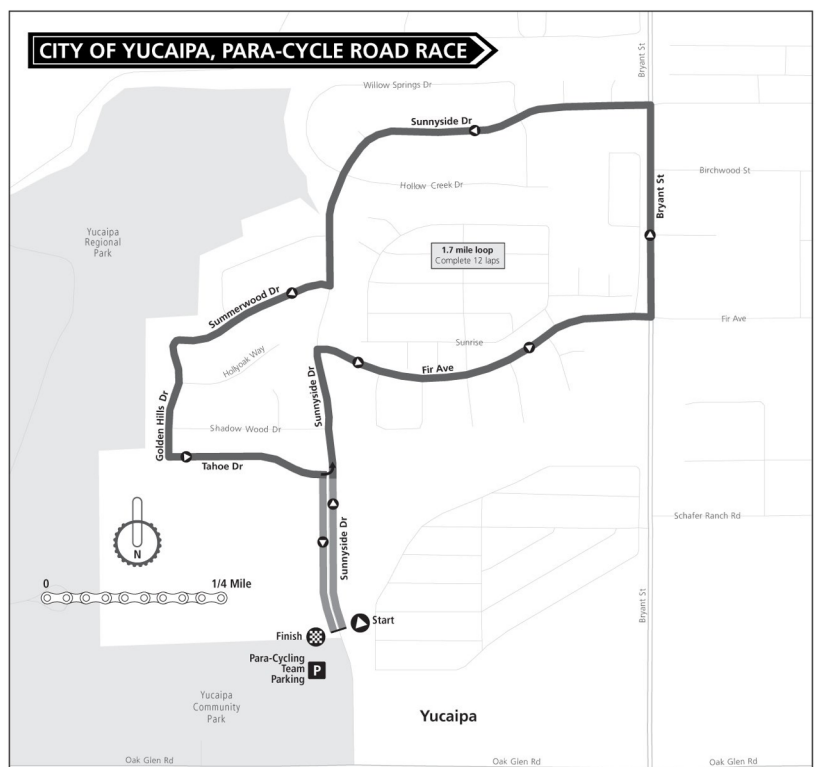 CITY OF YUCAIPA, PARA-CYCLE ROAD RACE
Bryant St
Willow Springs Dr
Sunnyside Dr
Birchwood St
Hollow Creek Dr
Bryant St
Yucaipa
Regional
Park
1.7 mile loop
Complete 12 laps
Summerwood Dr
Fir Ave
Sunrise
Hollyoak Way
Fir Ave
Sunnyside Dr
Golden Hills Dr
Shadow Wood Dr
Tahoe Dr
Schafer Ranch Rd
N
Sunnyside Dr
0
1/4 Mile
Bryant St
Start
Finish
Para-Cycling
Team
Parking
P
Yucaipa
Community
Park
Yucaipa
Oak Glen Rd
Oak Glen Rd
Oak Glen Rd